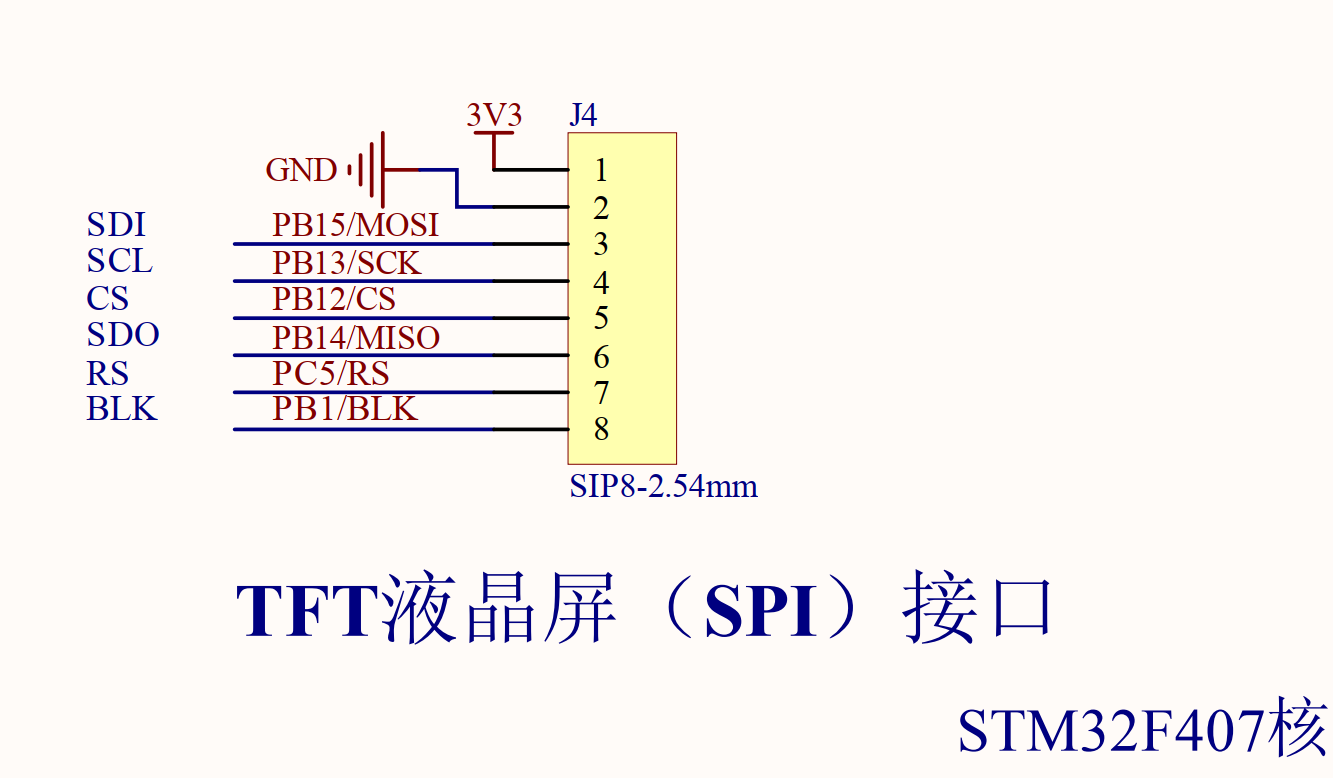 3V3 J4
GND 1
2
SDI PB15/MOSI 3
SCL PB13/SCK 4
CS PB12/CS 5
SDO PB14/MISO 6
RS PC5/RS 7
BLK PB1/BLK 8
SIP8-2.54mm
TFT液晶屏（SPI）接口
STM32F407核